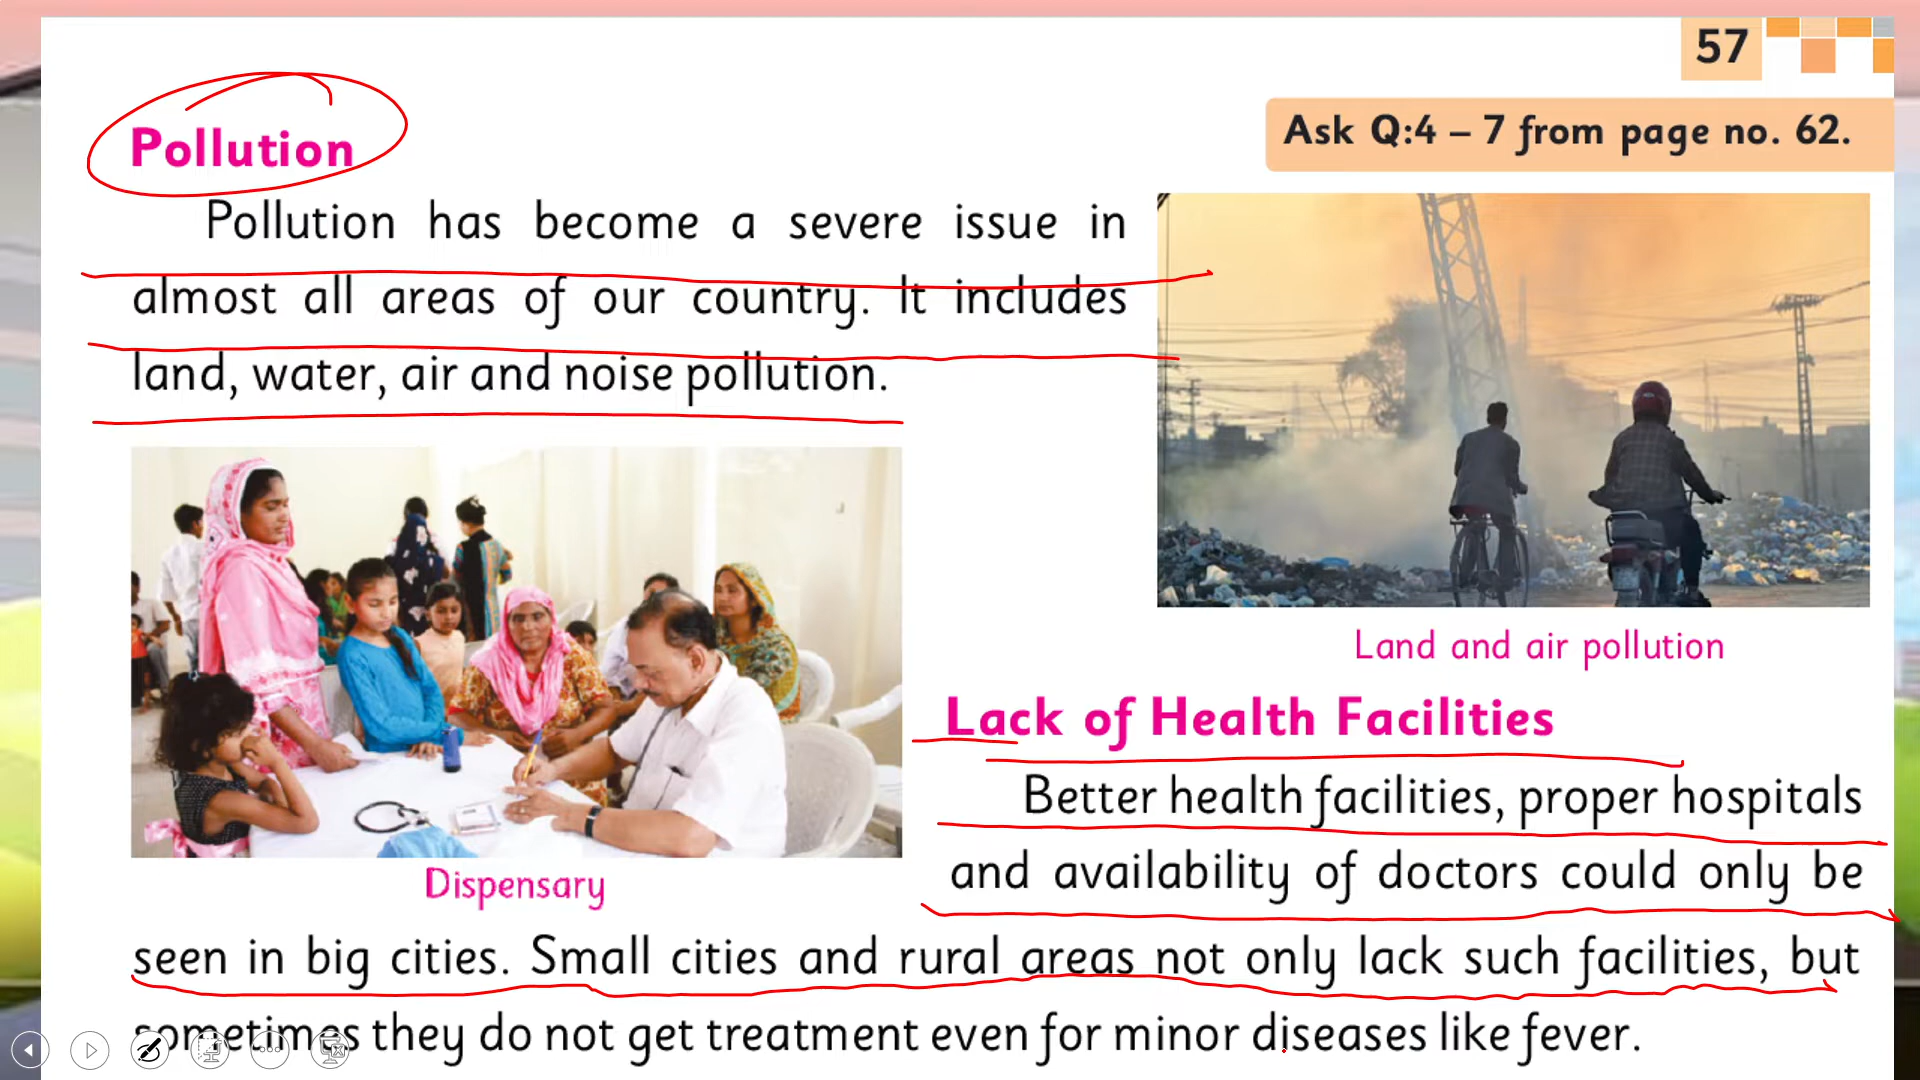 57
Ask Q:4 – 7 from page no. 62.
Pollution
Pollution has become a severe issue in
almost all areas of our country. It includes
land, water, air and noise pollution.
Land and air pollution
Dispensary
Lack of Health Facilities
Better health facilities, proper hospitals
and availability of doctors could only be
seen in big cities. Small cities and rural areas not only lack such facilities, but
sometimes they do not get treatment even for minor diseases like fever.